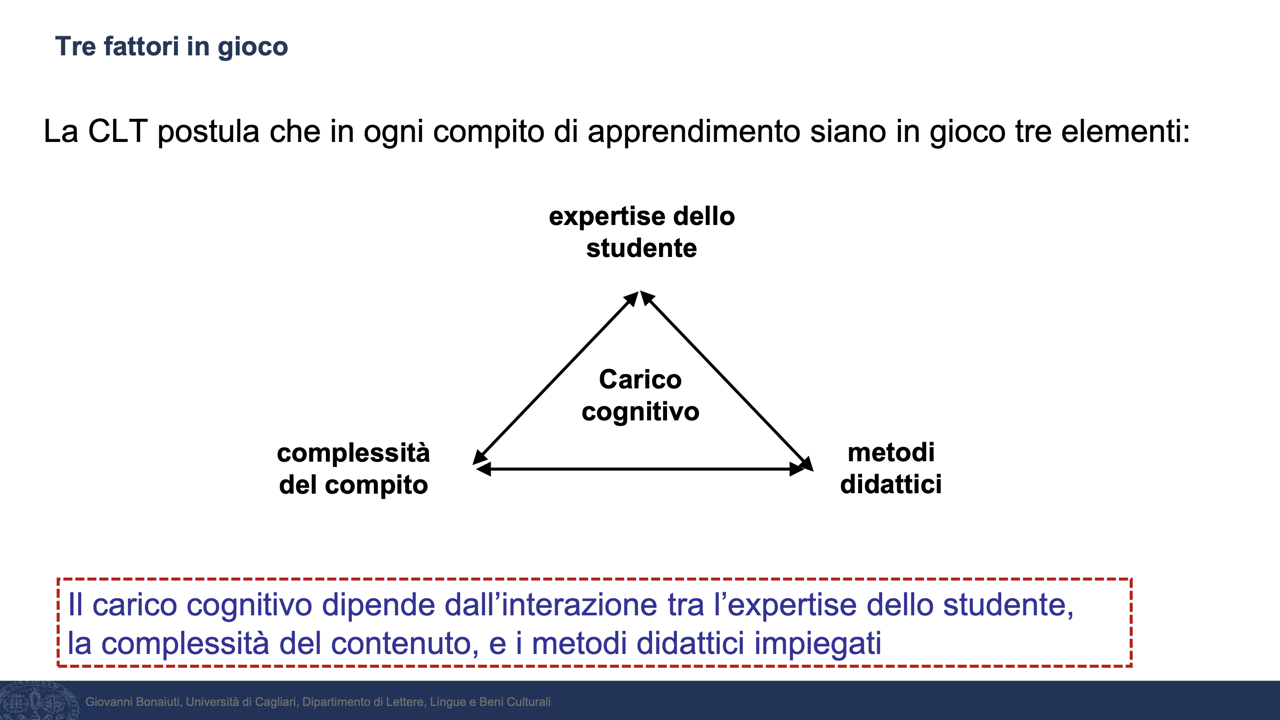 Tre fattori in gioco
La CLT postula che in ogni compito di apprendimento siano in gioco tre elementi:
expertise dello
studente
Carico
cognitivo
complessità
del compito
metodi
didattici
Il carico cognitivo dipende dall’interazione tra l’expertise dello studente,
la complessità del contenuto, e i metodi didattici impiegati
Giovanni Bonaiuti, Università di Cagliari, Dipartimento di Lettere, Lingue e Beni Culturali